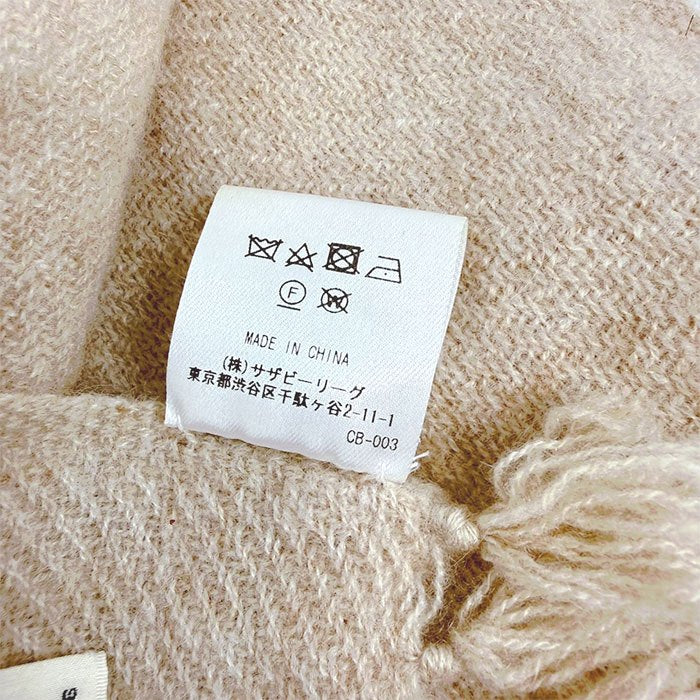 F W
MADE IN CHINA
(株)サザビーリーグ
東京都渋谷区千駄ヶ谷2-11-1
CB-003
G